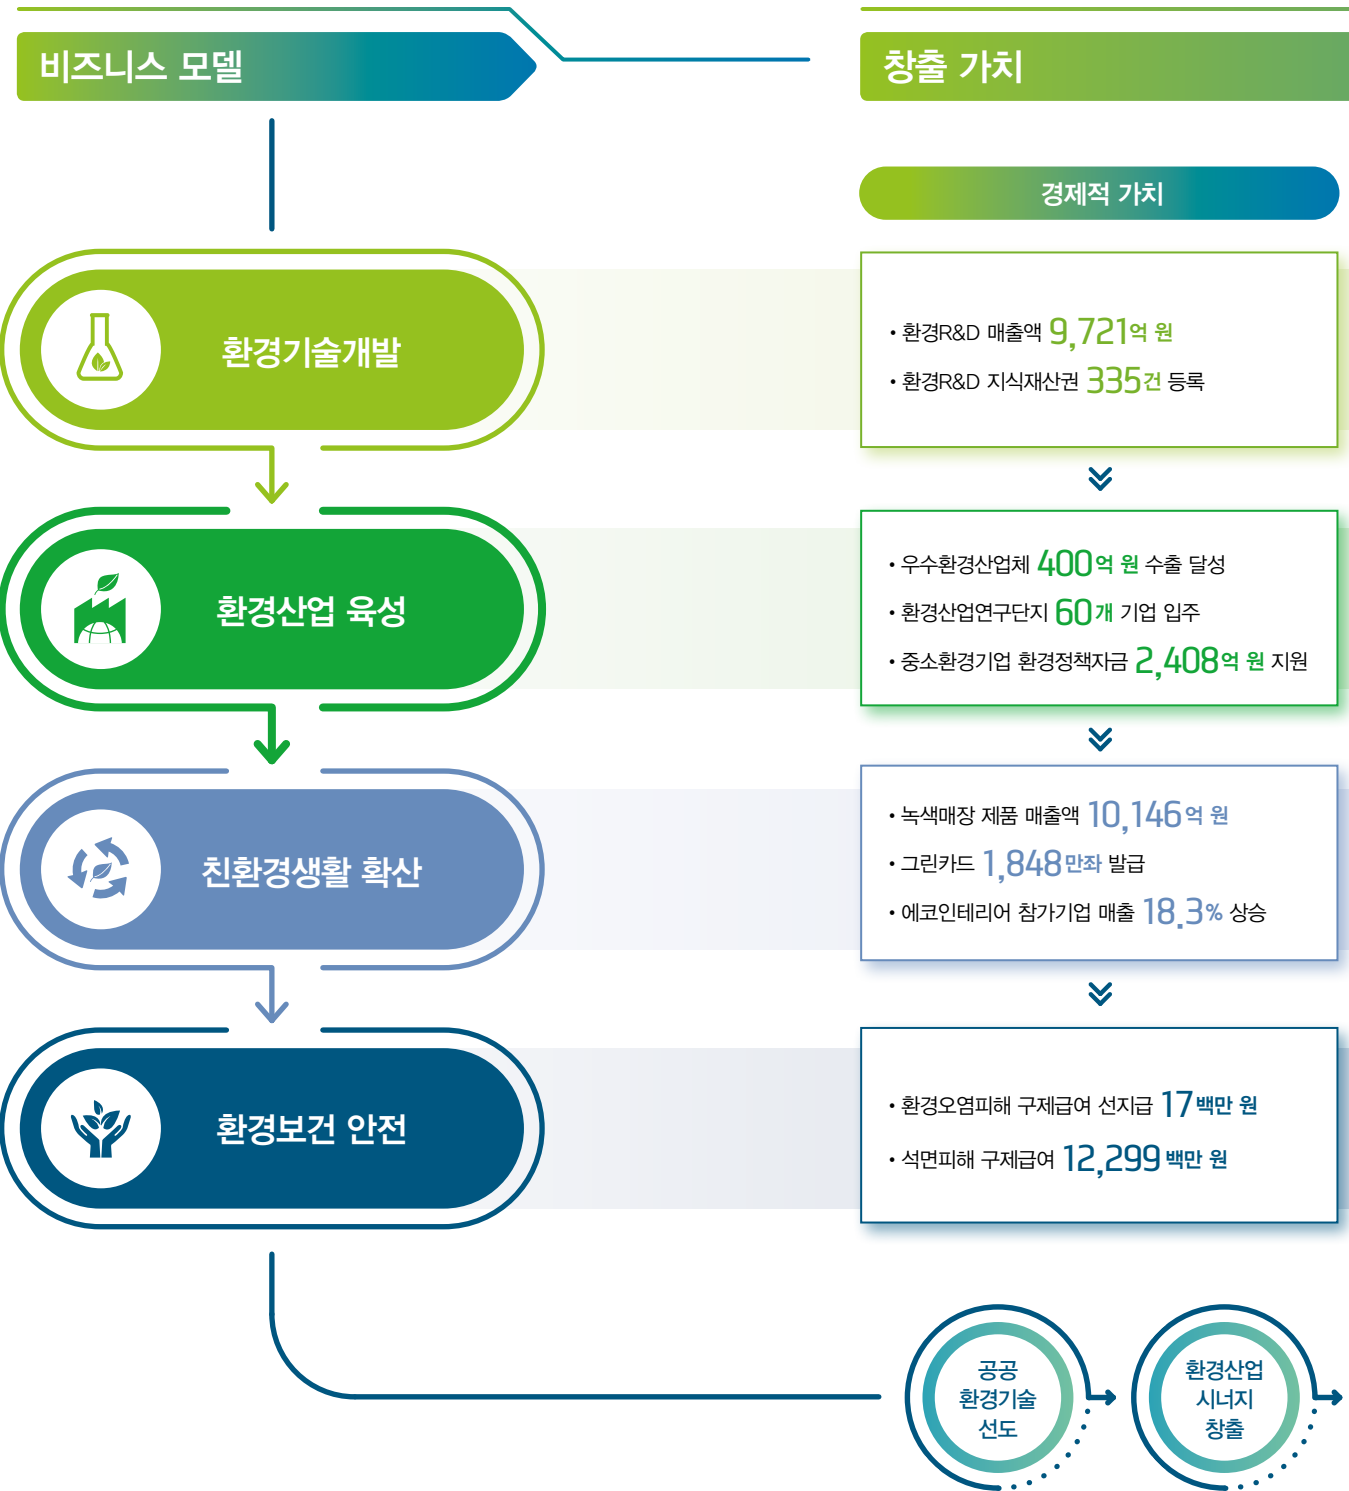 비즈니스 모델
창출 가치
경제적 가치
환경기술개발
• 환경R&D 매출액 9,721억 원
• 환경R&D 지식재산권 335건 등록
환경산업 육성
• 우수환경산업체 400억 원 수출 달성
• 환경산업연구단지 60개 기업 입주
• 중소환경기업 환경정책자금 2,408억 원 지원
친환경생활 확산
• 녹색매장 제품 매출액 10,146억 원
• 그린카드 1,848만좌 발급
• 에코인테리어 참가기업 매출 18.3% 상승
환경보건 안전
• 환경오염피해 구제급여 선지급 17백만 원
• 석면피해 구제급여 12,299백만 원
공공
환경기술
선도
환경산업
시너지
창출